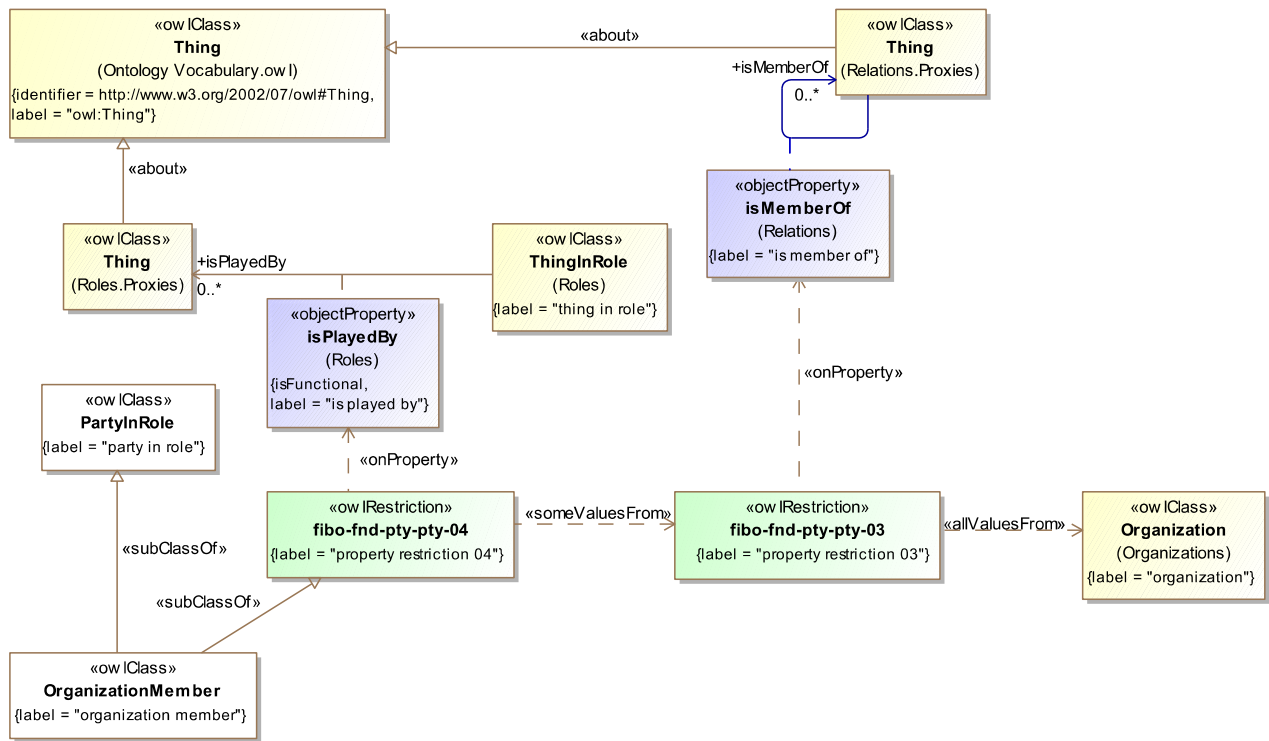 «owlClass»
Thing
(Ontology Vocabulary.owl)
{identifier = http://www.w3.org/2002/07/owl#Thing,
label = "owl:Thing"}
«about»
«owlClass»
Thing
(Relations.Proxies)
+isMemberOf
0..*
«about»
«objectProperty»
isMemberOf
(Relations)
{label = "is member of"}
«owlClass»
Thing
(Roles.Proxies)
+isPlayedBy
0..*
«owlClass»
ThingInRole
(Roles)
{label = "thing in role"}
«objectProperty»
isPlayedBy
(Roles)
{isFunctional,
label = "is played by"}
«onProperty»
«owlClass»
PartyInRole
{label = "party in role"}
«onProperty»
«owlRestriction»
fibo-fnd-pty-pty-04
{label = "property restriction 04"}
«someValuesFrom»
«owlRestriction»
fibo-fnd-pty-pty-03
{label = "property restriction 03"}
«allValuesFrom»
«owlClass»
Organization
(Organizations)
{label = "organization"}
«subClassOf»
«subClassOf»
«owlClass»
OrganizationMember
{label = "organization member"}